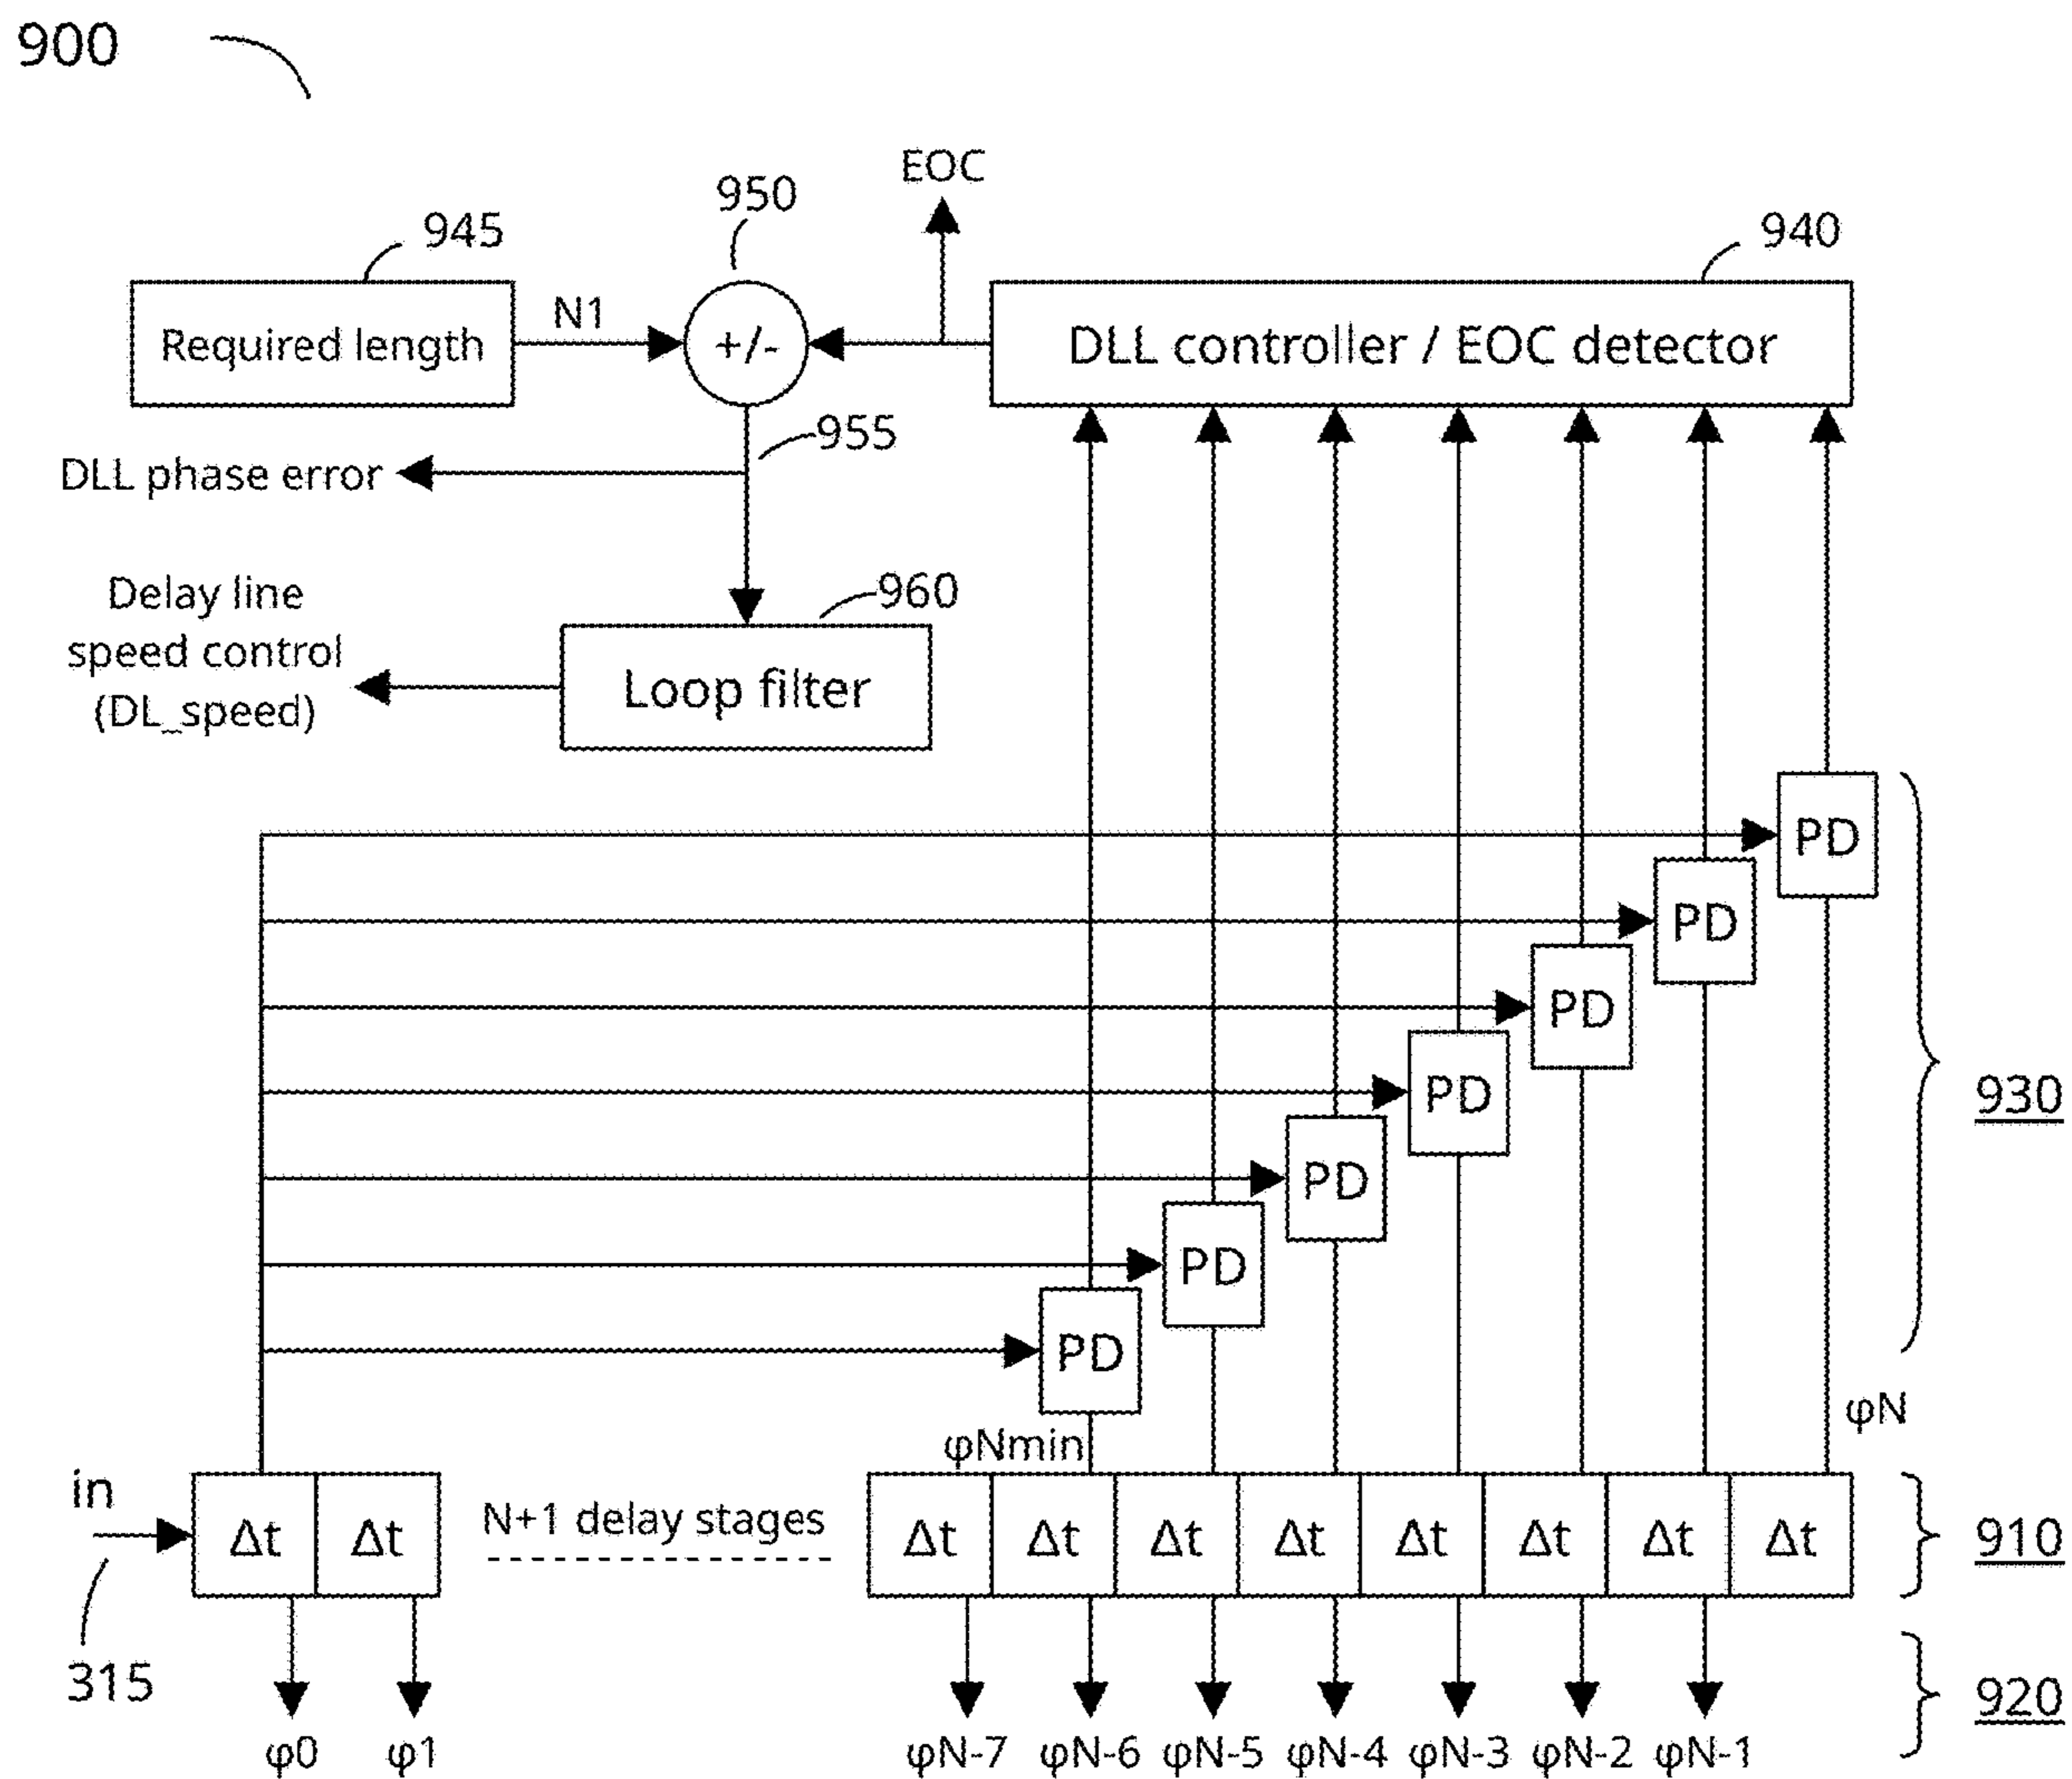 900
EOC
950
945
940
Required length
N1
+/-
DLL controller / EOC detector
955
DLL phase error
Delay line
speed control
(DL_speed)
960
Loop filter
PD
PD
PD
PD
PD
PD
PD
930
φN
φNmin
in
N+1 delay stages
Δt
Δt
Δt
Δt
Δt
Δt
Δt
Δt
Δt
Δt
910
315
920
φ0
φ1
φN-7
φN-6
φN-5
φN-4
φN-3
φN-2
φN-1